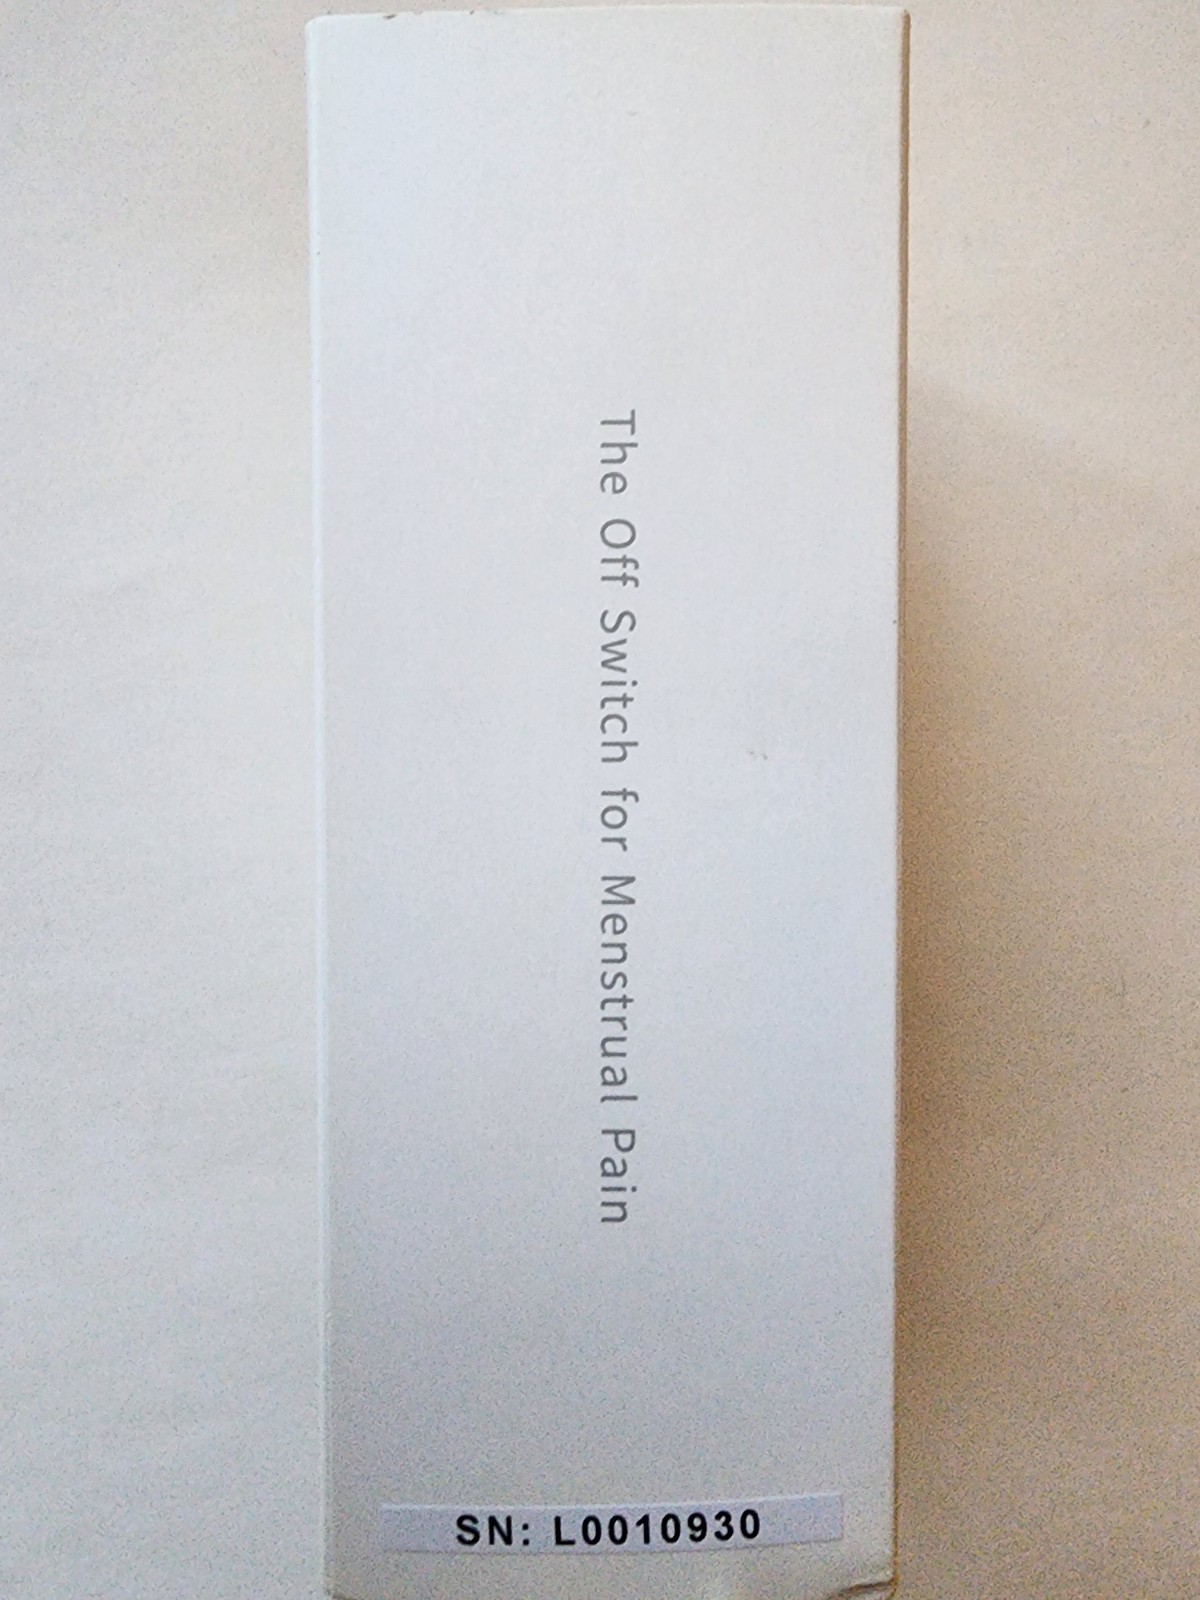 The Off Switch for Menstrual Pain
SN: L0010930